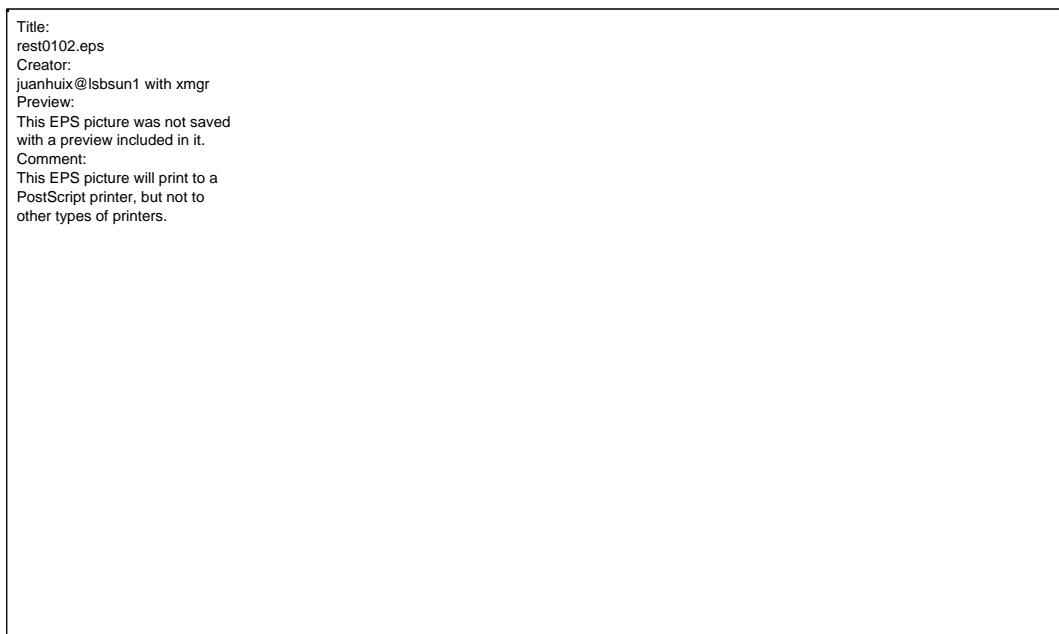 Title:
rest0102.eps
Creator:
juanhuix@lsbsun1 with xmgr
Preview:
This EPS picture was not saved
with a preview included in it.
Comment:
This EPS picture will print to a
PostScript printer, but not to
other types of printers.